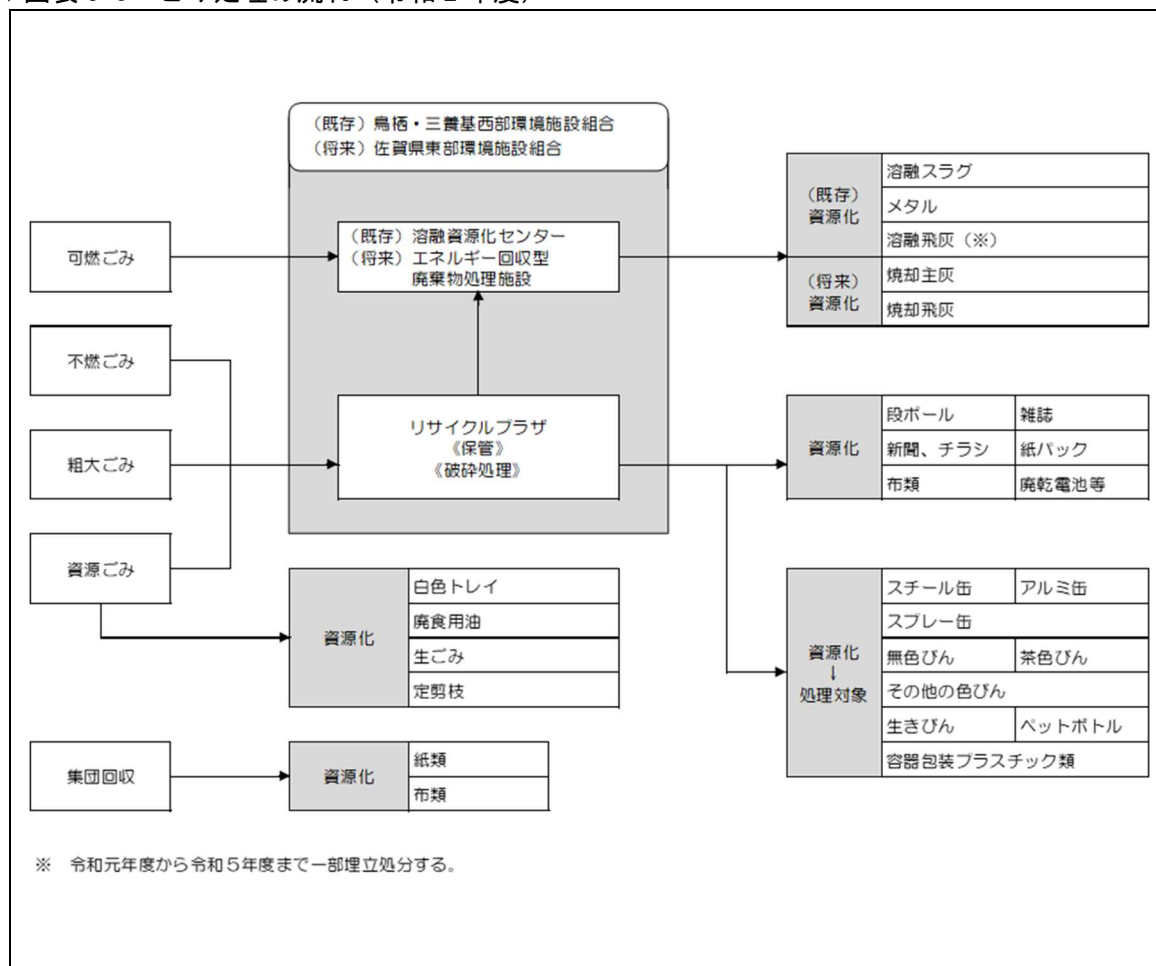 (既存)鳥栖・三養基西部環境施設組合
(将来)佐賀県東部環境施設組合
可燃ごみ
(既存)溶融資源化センター
(将来)エネルギー回収型
廃棄物処理施設
(既存)
資源化
溶融スラグ
メタル
溶融飛灰(※)
(将来)
資源化
焼却主灰
焼却飛灰
不燃ごみ
粗大ごみ
資源ごみ
リサイクルプラザ
《保管》
《破砕処理》
資源化
段ボール 雑誌
新聞、チラシ 紙パック
布類 廃乾電池等
資源化
白色トレイ
廃食用油
生ごみ
定剪枝
資源化
↓
処理対象
スチール缶 アルミ缶
スプレー缶
無色びん 茶色びん
その他の色びん
生きびん ペットボトル
容器包装プラスチック類
集団回収
資源化
紙類
布類
※ 令和元年度から令和5年度まで一部埋立処分する。